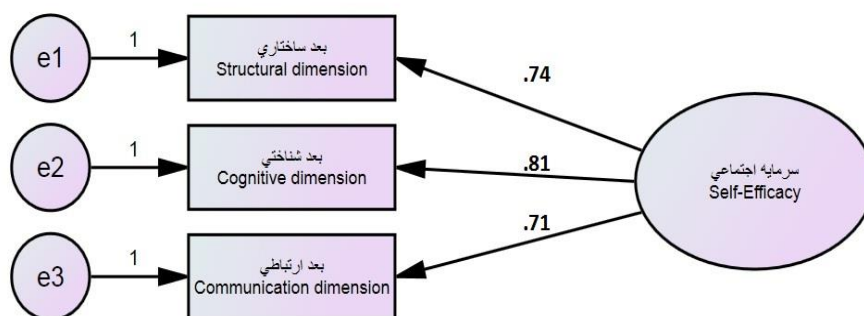 e1
1
بعد ساختاري
Structural dimension
.74
e2
1
بعد شناختي
Cognitive dimension
.81
سرمايه اجتماعي
Self-Efficacy
e3
1
بعد ارتباطي
Communication dimension
.71